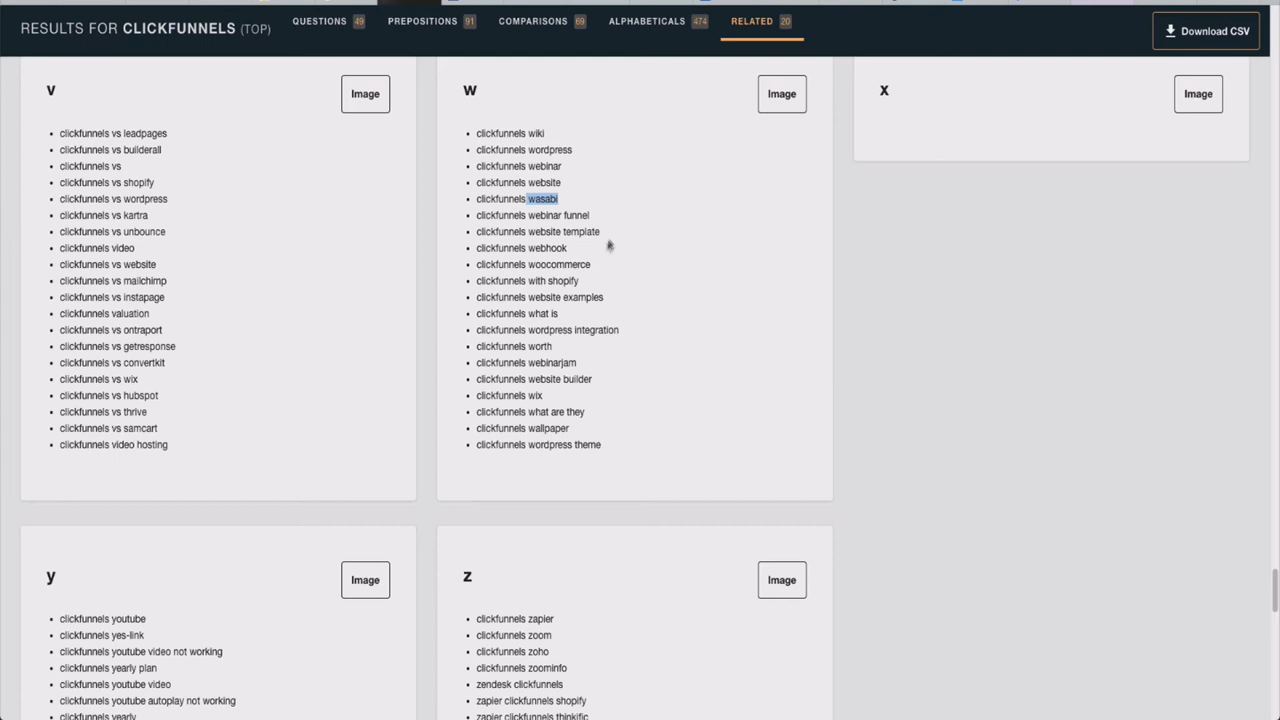 RESULTS FOR CLICKFUNNELS (TOP)
QUESTIONS 49
PREPOSITIONS 91
COMPARISONS 69
ALPHABETICALS 474
RELATED 20
Download CSV
v
Image
clickfunnels vs leadpages
clickfunnels vs builderall
clickfunnels vs
clickfunnels vs shopify
clickfunnels vs wordpress
clickfunnels vs kartra
clickfunnels vs unbounce
clickfunnels video
clickfunnels vs website
clickfunnels vs mailchimp
clickfunnels vs instapage
clickfunnels valuation
clickfunnels vs ontraport
clickfunnels vs getresponse
clickfunnels vs convertkit
clickfunnels vs wix
clickfunnels vs hubspot
clickfunnels vs thrive
clickfunnels vs samcart
clickfunnels video hosting
w
Image
clickfunnels wiki
clickfunnels wordpress
clickfunnels webinar
clickfunnels website
clickfunnels wasabi
clickfunnels webinar funnel
clickfunnels website template
clickfunnels webhook
clickfunnels woocommerce
clickfunnels with shopify
clickfunnels website examples
clickfunnels what is
clickfunnels wordpress integration
clickfunnels worth
clickfunnels webinarjam
clickfunnels website builder
clickfunnels wix
clickfunnels what are they
clickfunnels wallpaper
clickfunnels wordpress theme
x
Image
y
Image
clickfunnels youtube
clickfunnels yes-link
clickfunnels youtube video not working
clickfunnels yearly plan
clickfunnels youtube video
clickfunnels youtube autoplay not working
clickfunnels yearly
z
Image
clickfunnels zapier
clickfunnels zoom
clickfunnels zoho
clickfunnels zoominfo
zendesk clickfunnels
zapier clickfunnels shopify
zapier clickfunnels thinkific